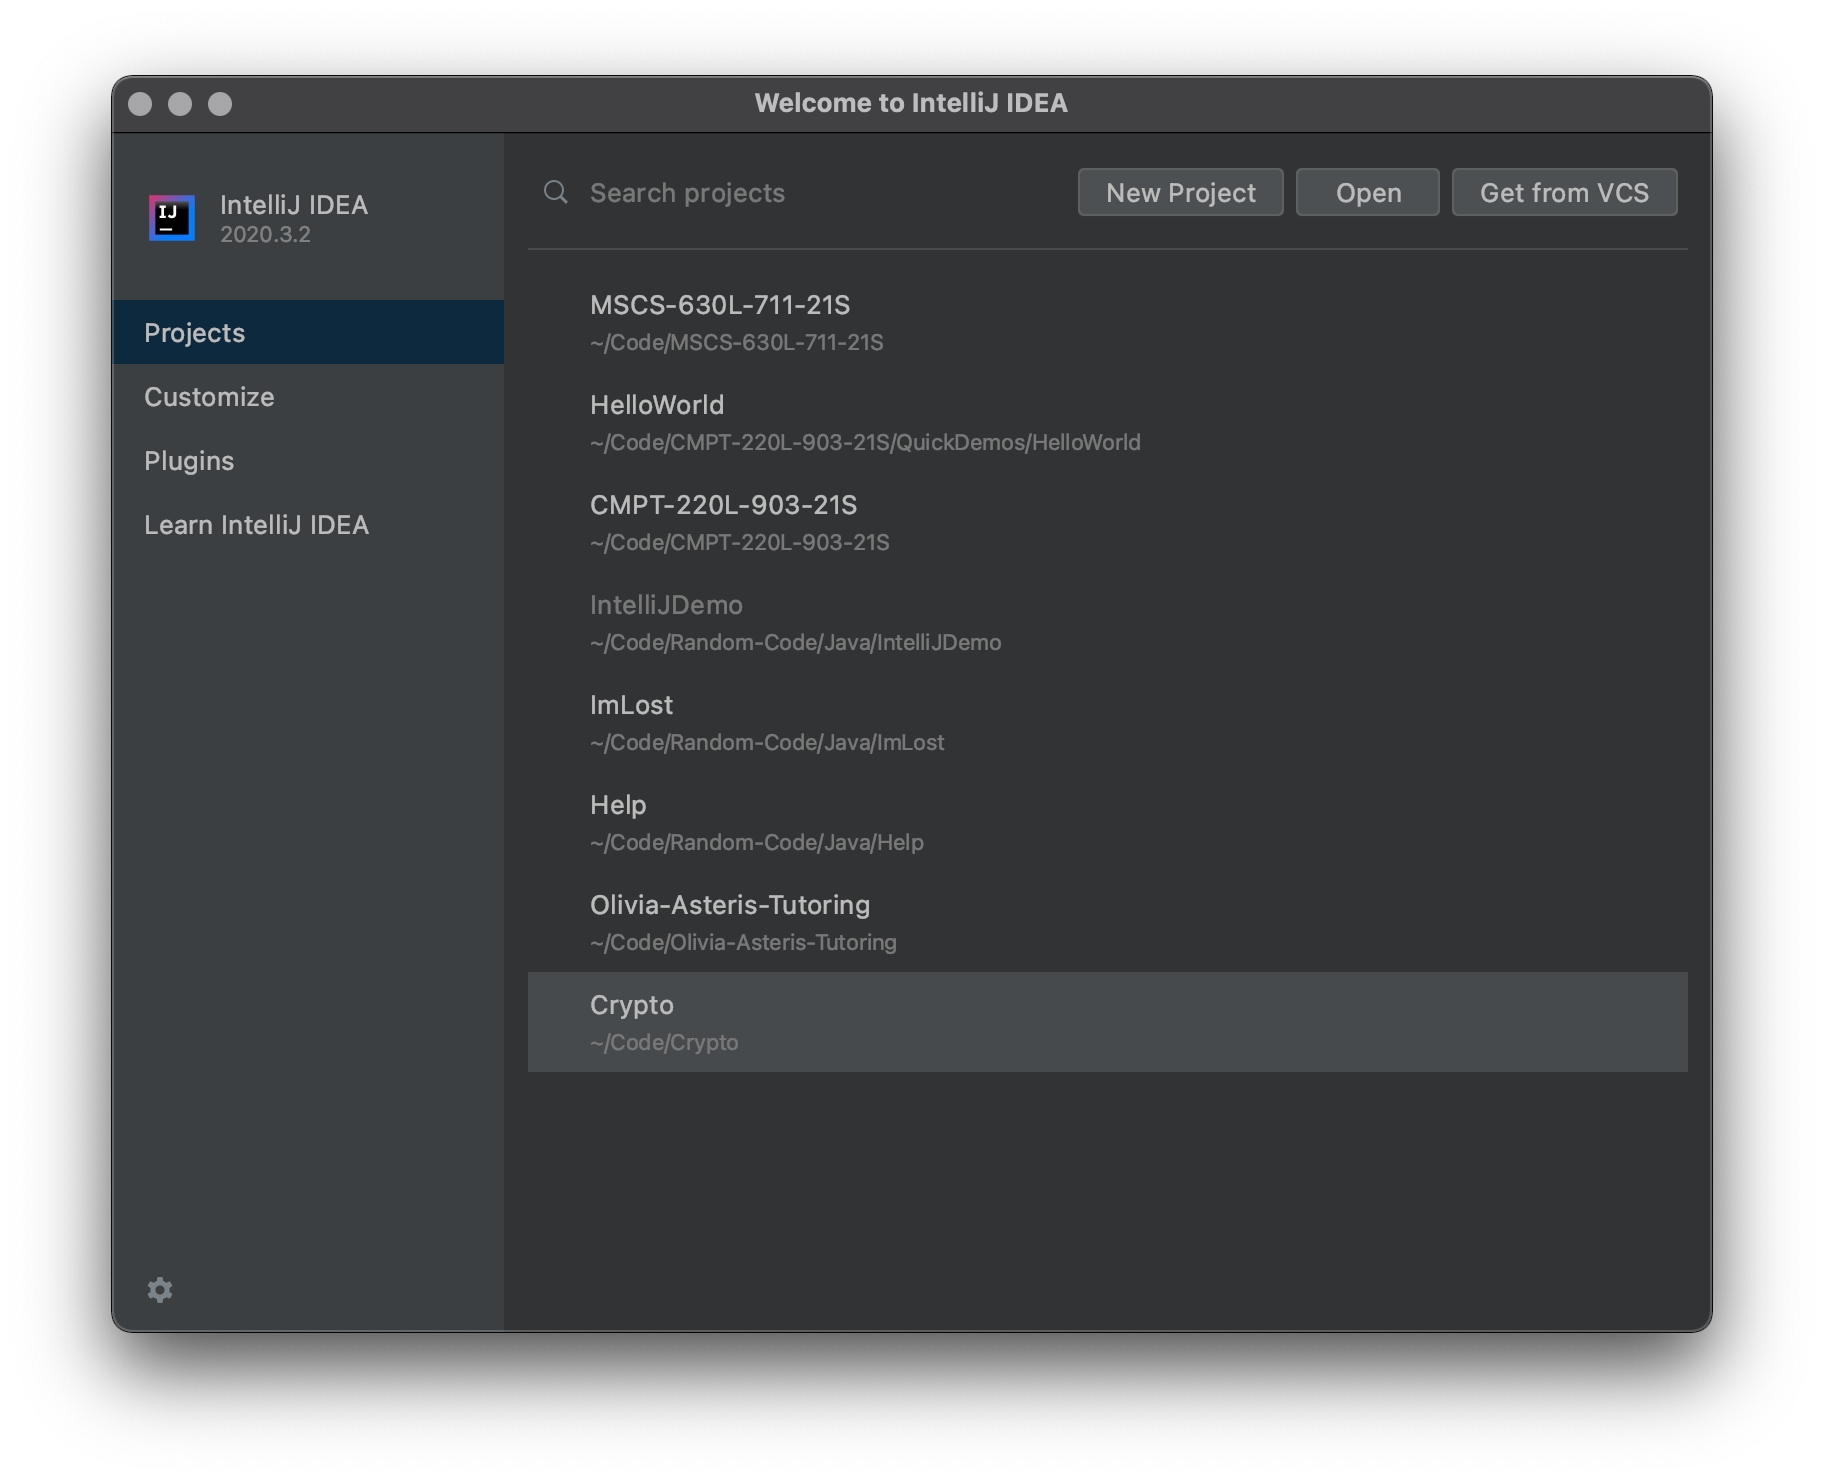 Welcome to IntelliJ IDEA
IJ
IntelliJ IDEA
2020.3.2
Projects
Customize
Plugins
Learn IntelliJ IDEA
Search projects
New Project
Open
Get from VCS
MSCS-630L-711-21S
~/Code/MSCS-630L-711-21S
HelloWorld
~/Code/CMPT-220L-903-21S/QuickDemos/HelloWorld
CMPT-220L-903-21S
~/Code/CMPT-220L-903-21S
IntelliJDemo
~/Code/Random-Code/Java/IntelliJDemo
ImLost
~/Code/Random-Code/Java/ImLost
Help
~/Code/Random-Code/Java/Help
Olivia-Asteris-Tutoring
~/Code/Olivia-Asteris-Tutoring
Crypto
~/Code/Crypto